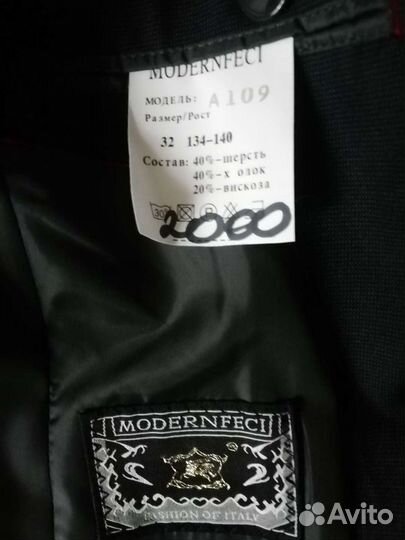 MODERNFECI
МОДЕЛЬ: A109
Размер/Рост
32 134-140
Состав: 40%-шерсть
40%-х олок
20%-вискоза
30
2000
MODERNFECI
FASHION OF ITALY
Avito